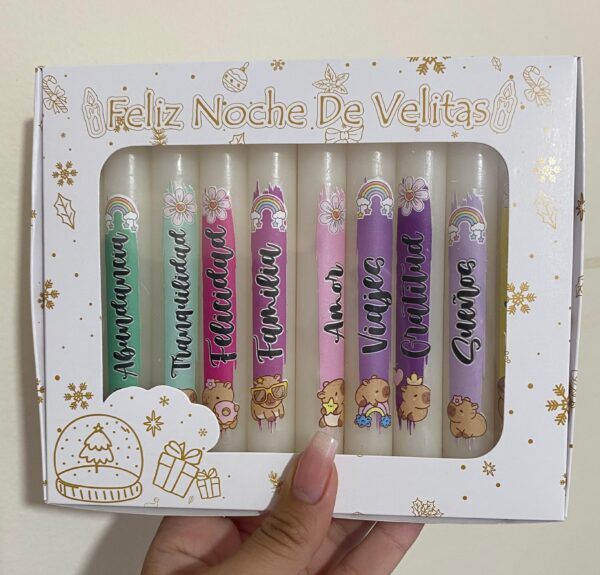 Feliz Noche De Velitas
Abundancia
Tranquilidad
Felicidad
Familia
Amor
Viajes
Gratitud
Sueños